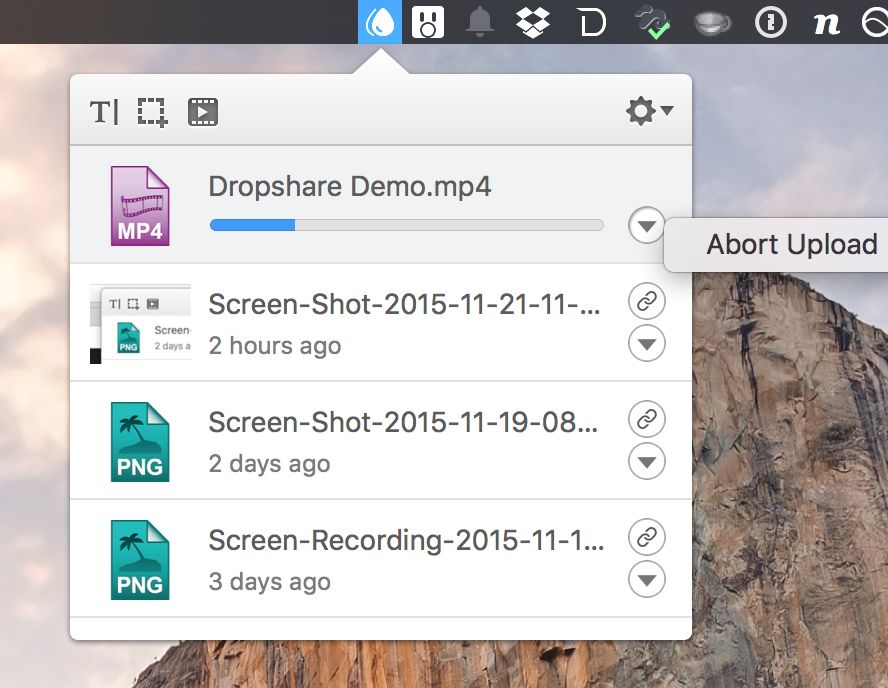 T|
Dropshare Demo.mp4
MP4
Abort Upload
T|
Screen-
PNG
2 days a
Screen-Shot-2015-11-21-11-...
2 hours ago
Screen-Shot-2015-11-19-08...
PNG
2 days ago
Screen-Recording-2015-11-1...
PNG
3 days ago